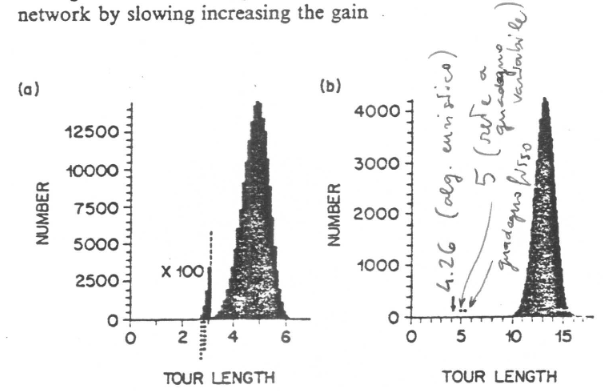 network by slowing increasing the gain
(a)
12500
10000
7500
5000
2500
0
NUMBER
X 100
0 2 4 6
TOUR LENGTH
(b)
4000
3000
2000
1000
0
NUMBER
4.26 (alg. euristico)
5 (rete a
guadagno
variabile
guadagno fisso
0 5 10 15
TOUR LENGTH